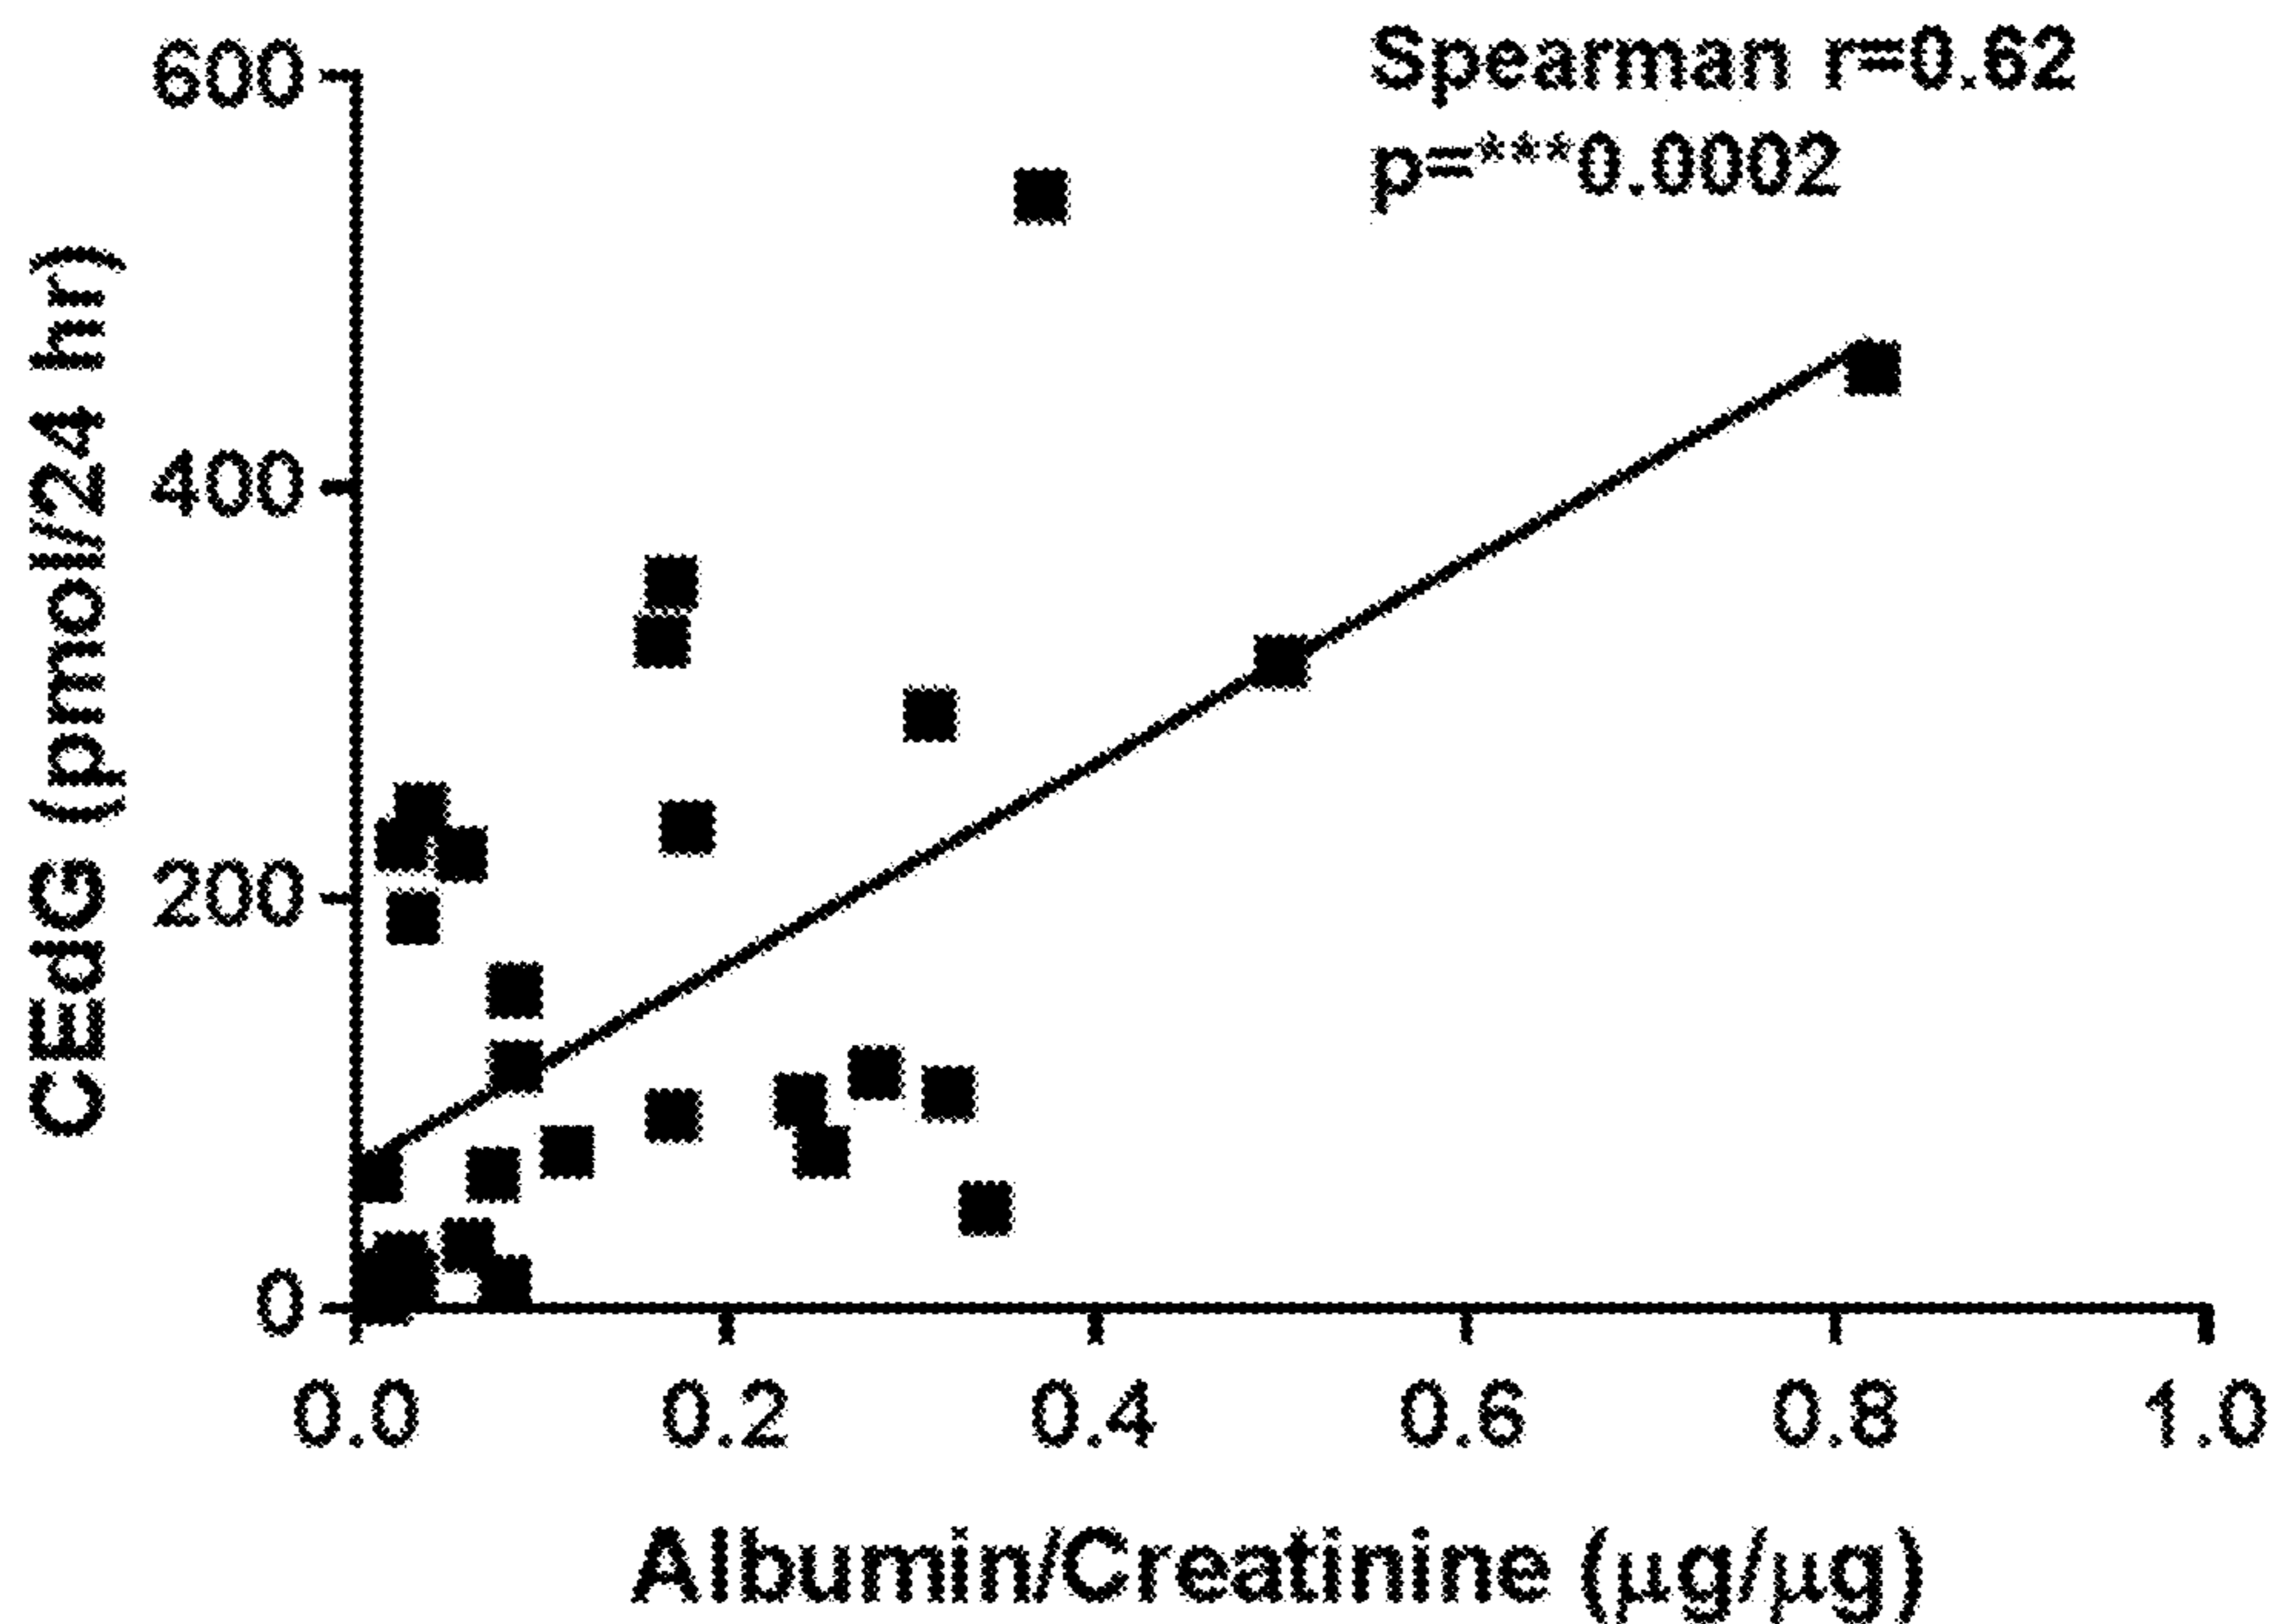 Spearman r=0.62
p=***0.0002
CEdG (pmol/24 hr)
600
400
200
0
0.0 0.2 0.4 0.6 0.8 1.0
Albumin/Creatinine (μg/μg)